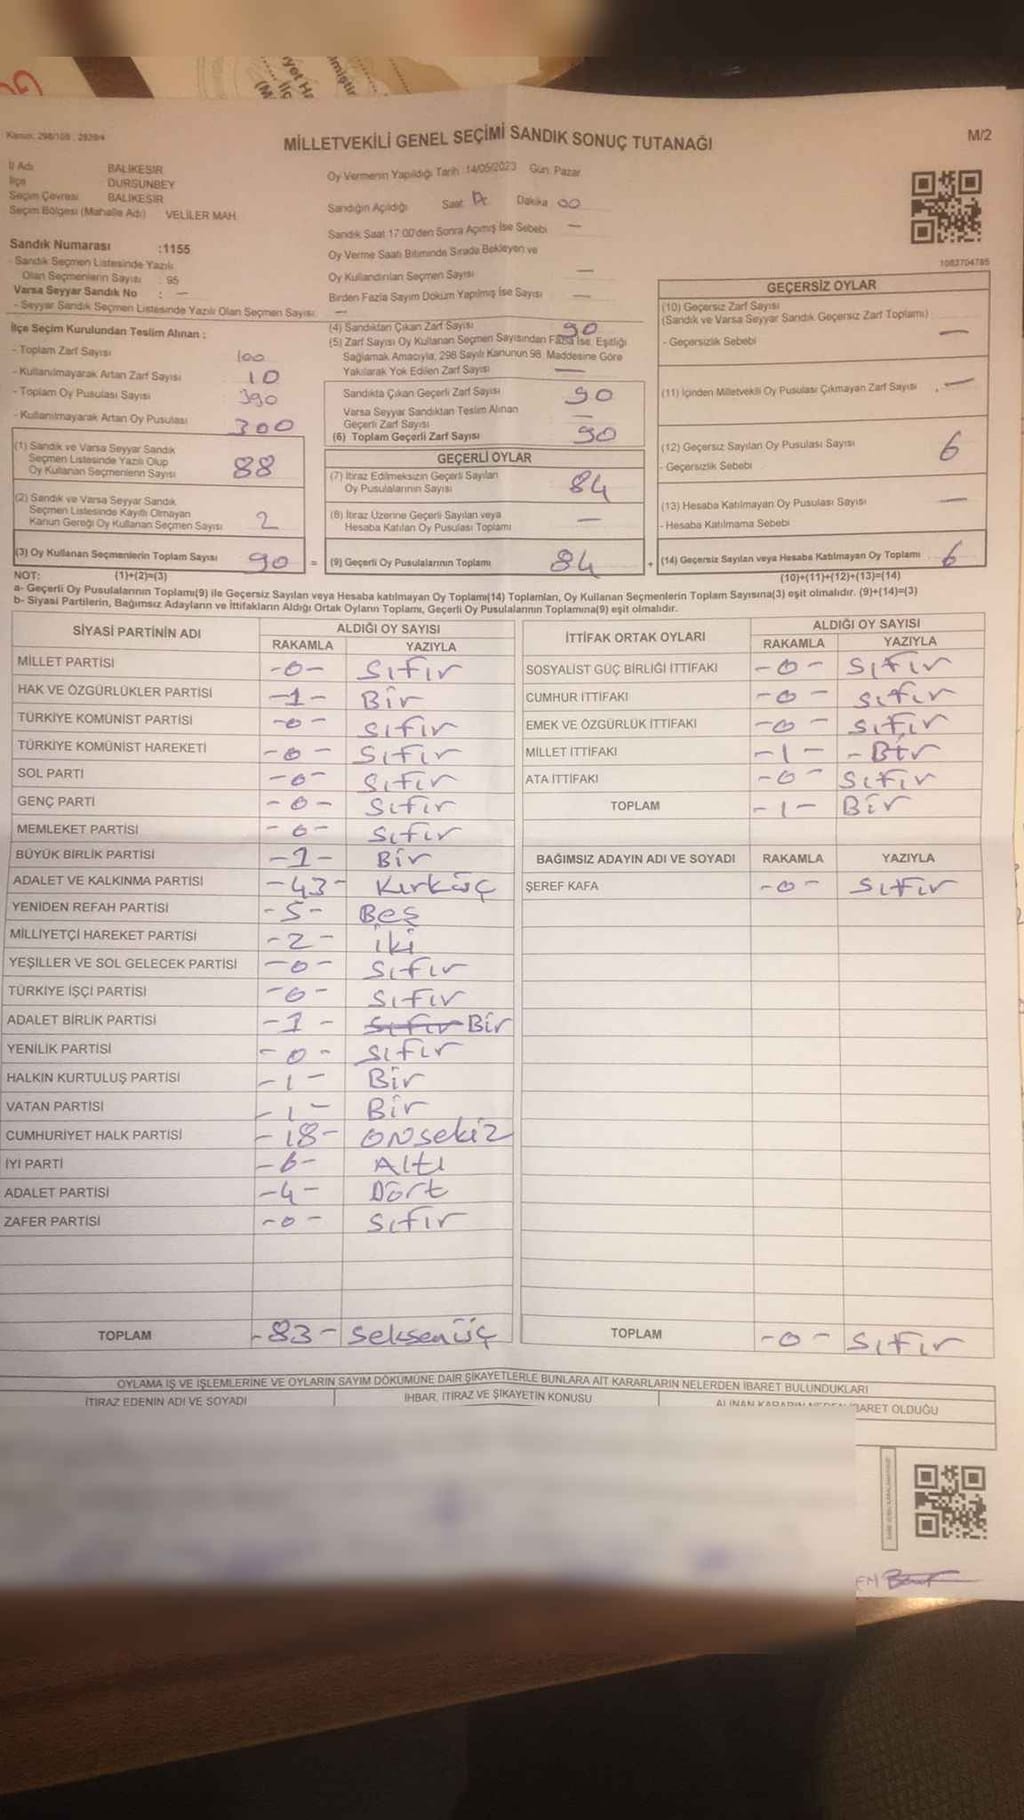 Kanun: 298/105 , 2839/4
MİLLETVEKİLİ GENEL SEÇİMİ SANDIK SONUÇ TUTANAĞI
M/2
İl Adı BALIKESİR
İlçe DURSUNBEY
Seçim Çevresi BALIKESİR
Seçim Bölgesi (Mahalle Adı) VELİLER MAH.
Sandık Numarası :1155
- Sandık Seçmen Listesinde Yazılı
Olan Seçmenlerin Sayısı : 95
Varsa Seyyar Sandık No : —
- Seyyar Sandık Seçmen Listesinde Yazılı Olan Seçmen Sayısı: —
Oy Vermenin Yapıldığı Tarih :14/05/2023 Gün: Pazar
Sandığın Açıldığı Saat Dakika 00
Sandık Saat 17:00'den Sonra Açılmış İse Sebebi —
Oy Verme Saati Bitiminde Sırada Bekleyen ve
Oy Kullandırılan Seçmen Sayısı —
Birden Fazla Sayım Döküm Yapılmış İse Sayısı —
1082704785
İlçe Seçim Kurulundan Teslim Alınan ;
- Toplam Zarf Sayısı 100
- Kullanılmayarak Artan Zarf Sayısı 10
- Toplam Oy Pusulası Sayısı 390
- Kullanılmayarak Artan Oy Pusulası 300
(1) Sandık ve Varsa Seyyar Sandık
Seçmen Listesinde Yazılı Olup
Oy Kullanan Seçmenlerin Sayısı 88
(2) Sandık ve Varsa Seyyar Sandık
Seçmen Listesinde Kayıtlı Olmayan
Kanun Gereği Oy Kullanan Seçmen Sayısı 2
(3) Oy Kullanan Seçmenlerin Toplam Sayısı 90 =
(4) Sandıktan Çıkan Zarf Sayısı 90
(5) Zarf Sayısı Oy Kullanan Seçmen Sayısından Fazla İse, Eşitliği
Sağlamak Amacıyla, 298 Sayılı Kanunun 98. Maddesine Göre
Yakılarak Yok Edilen Zarf Sayısı —
Sandıkta Çıkan Geçerli Zarf Sayısı 90
Varsa Seyyar Sandıktan Teslim Alınan
Geçerli Zarf Sayısı —
(6) Toplam Geçerli Zarf Sayısı 90
GEÇERLİ OYLAR
(7) İtiraz Edilmeksizin Geçerli Sayılan
Oy Pusulalarının Sayısı 84
(8) İtiraz Üzerine Geçerli Sayılan veya
Hesaba Katılan Oy Pusulası Toplamı —
(9) Geçerli Oy Pusulalarının Toplamı 84 +
GEÇERSİZ OYLAR
(10) Geçersiz Zarf Sayısı
(Sandık ve Varsa Seyyar Sandık Geçersiz Zarf Toplamı)
- Geçersizlik Sebebi —
(11) İçinden Milletvekili Oy Pusulası Çıkmayan Zarf Sayısı —
(12) Geçersiz Sayılan Oy Pusulası Sayısı 6
- Geçersizlik Sebebi
(13) Hesaba Katılmayan Oy Pusulası Sayısı —
- Hesaba Katılmama Sebebi
(14) Geçersiz Sayılan veya Hesaba Katılmayan Oy Toplamı 6
NOT: (1)+(2)=(3)
(10)+(11)+(12)+(13)=(14)
a- Geçerli Oy Pusulalarının Toplamı(9) ile Geçersiz Sayılan veya Hesaba katılmayan Oy Toplamı(14) Toplamları, Oy Kullanan Seçmenlerin Toplam Sayısına(3) eşit olmalıdır. (9)+(14)=(3)
b- Siyasi Partilerin, Bağımsız Adayların ve İttifakların Aldığı Ortak Oyların Toplamı, Geçerli Oy Pusulalarının Toplamına(9) eşit olmalıdır.
SİYASİ PARTİNİN ADI ALDIĞI OY SAYISI
RAKAMLA YAZIYLA
MİLLET PARTİSİ -0- Sıfır
HAK VE ÖZGÜRLÜKLER PARTİSİ -1- Bir
TÜRKİYE KOMÜNİST PARTİSİ -0- Sıfır
TÜRKİYE KOMÜNİST HAREKETİ -0- Sıfır
SOL PARTİ -0- Sıfır
GENÇ PARTİ -0- Sıfır
MEMLEKET PARTİSİ -0- Sıfır
BÜYÜK BİRLİK PARTİSİ -1- Bir
ADALET VE KALKINMA PARTİSİ -43- Kırküç
YENİDEN REFAH PARTİSİ -5- Beş
MİLLİYETÇİ HAREKET PARTİSİ -2- iki
YEŞİLLER VE SOL GELECEK PARTİSİ -0- Sıfır
TÜRKİYE İŞÇİ PARTİSİ -0- Sıfır
ADALET BİRLİK PARTİSİ -1- Sıfır Bir
YENİLİK PARTİSİ -0- Sıfır
HALKIN KURTULUŞ PARTİSİ -1- Bir
VATAN PARTİSİ -1- Bir
CUMHURİYET HALK PARTİSİ -18- ONsekiz
İYİ PARTİ -6- Altı
ADALET PARTİSİ -4- Dört
ZAFER PARTİSİ -0- Sıfır
TOPLAM -83- Seksenüç
İTTİFAK ORTAK OYLARI ALDIĞI OY SAYISI
RAKAMLA YAZIYLA
SOSYALİST GÜÇ BİRLİĞİ İTTİFAKI -0- Sıfır
CUMHUR İTTİFAKI -0- Sıfır
EMEK VE ÖZGÜRLÜK İTTİFAKI -0- Sıfır
MİLLET İTTİFAKI -1- -Bir
ATA İTTİFAKI -0- Sıfır
TOPLAM -1- Bir
BAĞIMSIZ ADAYIN ADI VE SOYADI RAKAMLA YAZIYLA
ŞEREF KAFA -0- Sıfır
TOPLAM -0- Sıfır
OYLAMA İŞ VE İŞLEMLERİNE VE OYLARIN SAYIM DÖKÜMÜNE DAİR ŞİKAYETLERLE BUNLARA AİT KARARLARIN NELERDEN İBARET BULUNDUKLARI
İTİRAZ EDENİN ADI VE SOYADI İHBAR, İTİRAZ VE ŞİKAYETİN KONUSU ALINAN KARARIN NEDEN İBARET OLDUĞU